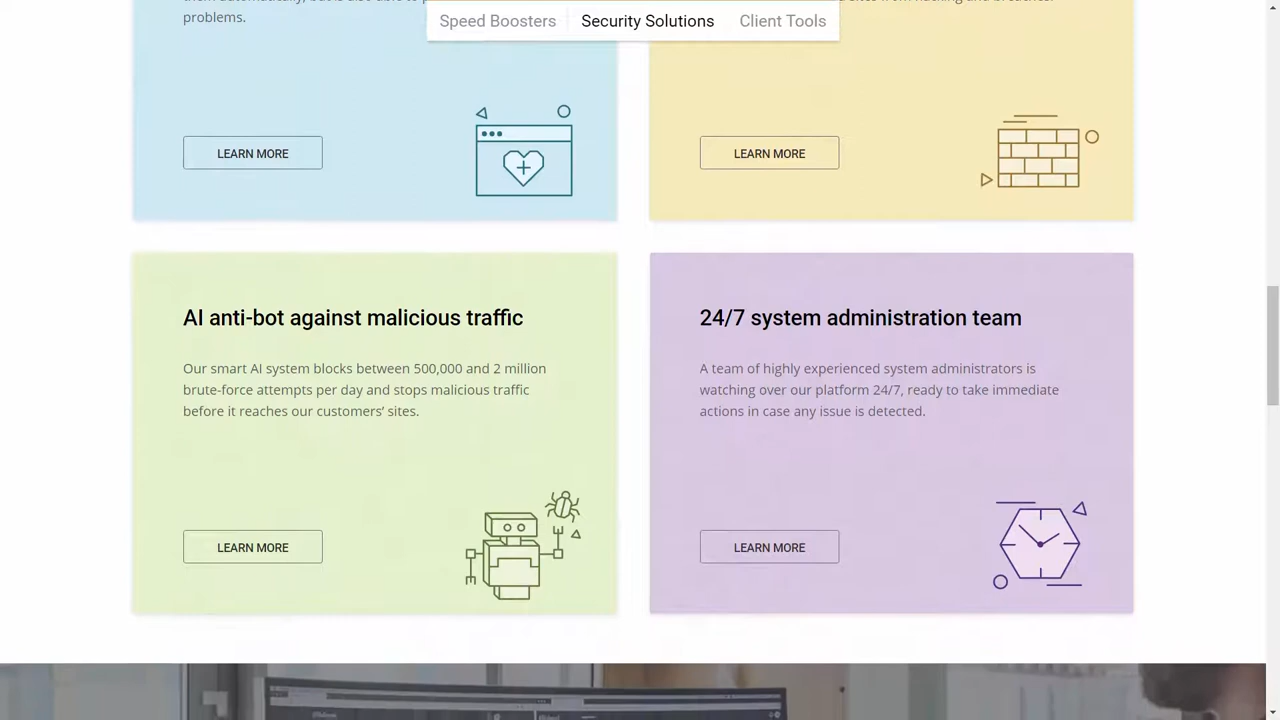 Speed Boosters
Security Solutions
Client Tools
problems.
LEARN MORE
LEARN MORE
AI anti-bot against malicious traffic
Our smart AI system blocks between 500,000 and 2 million
brute-force attempts per day and stops malicious traffic
before it reaches our customers’ sites.
LEARN MORE
24/7 system administration team
A team of highly experienced system administrators is
watching over our platform 24/7, ready to take immediate
actions in case any issue is detected.
LEARN MORE